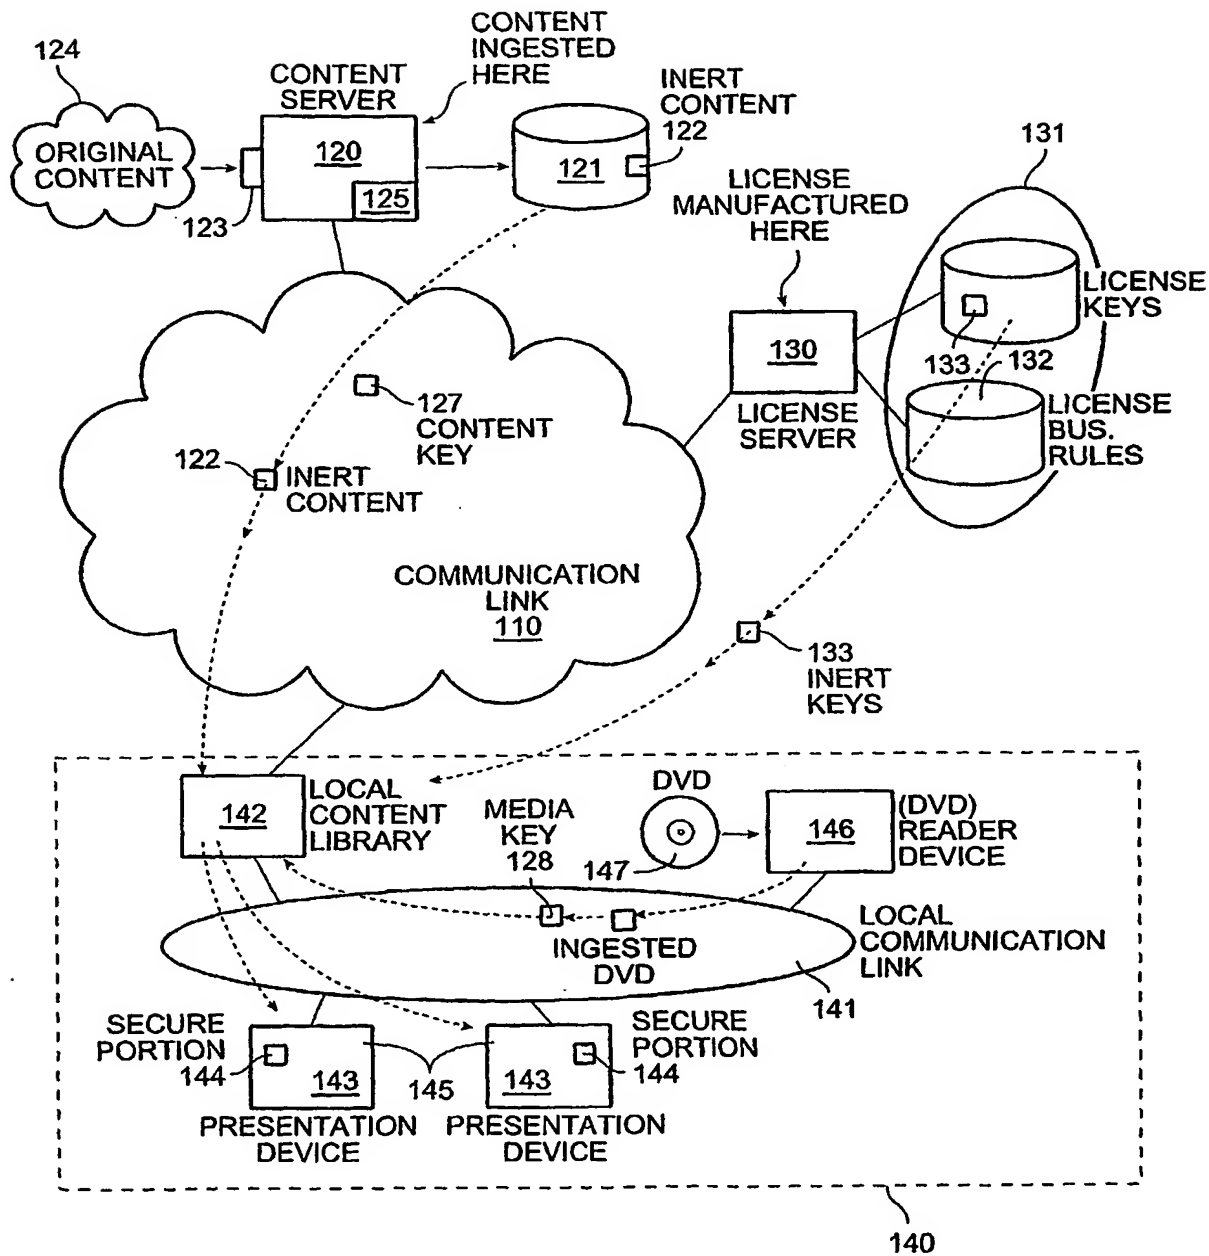 124
ORIGINAL
CONTENT
123
CONTENT
SERVER
120
125
CONTENT
INGESTED
HERE
121
INERT
CONTENT
122
LICENSE
MANUFACTURED
HERE
131
LICENSE
KEYS
133
132
130
LICENSE
SERVER
LICENSE
BUS.
RULES
127
CONTENT
KEY
122
INERT
CONTENT
COMMUNICATION
LINK
110
133
INERT
KEYS
142
LOCAL
CONTENT
LIBRARY
MEDIA
KEY
128
DVD
147
146
(DVD)
READER
DEVICE
INGESTED
DVD
LOCAL
COMMUNICATION
LINK
141
SECURE
PORTION
144
143
145
143
SECURE
PORTION
144
PRESENTATION
DEVICE
PRESENTATION
DEVICE
140